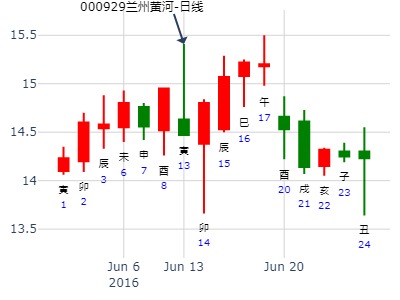 000929兰州黄河-日线
15.5
15
14.5
14
13.5
寅
1
卯
2
辰
3
未
6
申
7
酉
8
寅
13
卯
14
辰
15
巳
16
午
17
酉
20
戌
21
亥
22
子
23
丑
24
Jun 6
2016
Jun 13
Jun 20